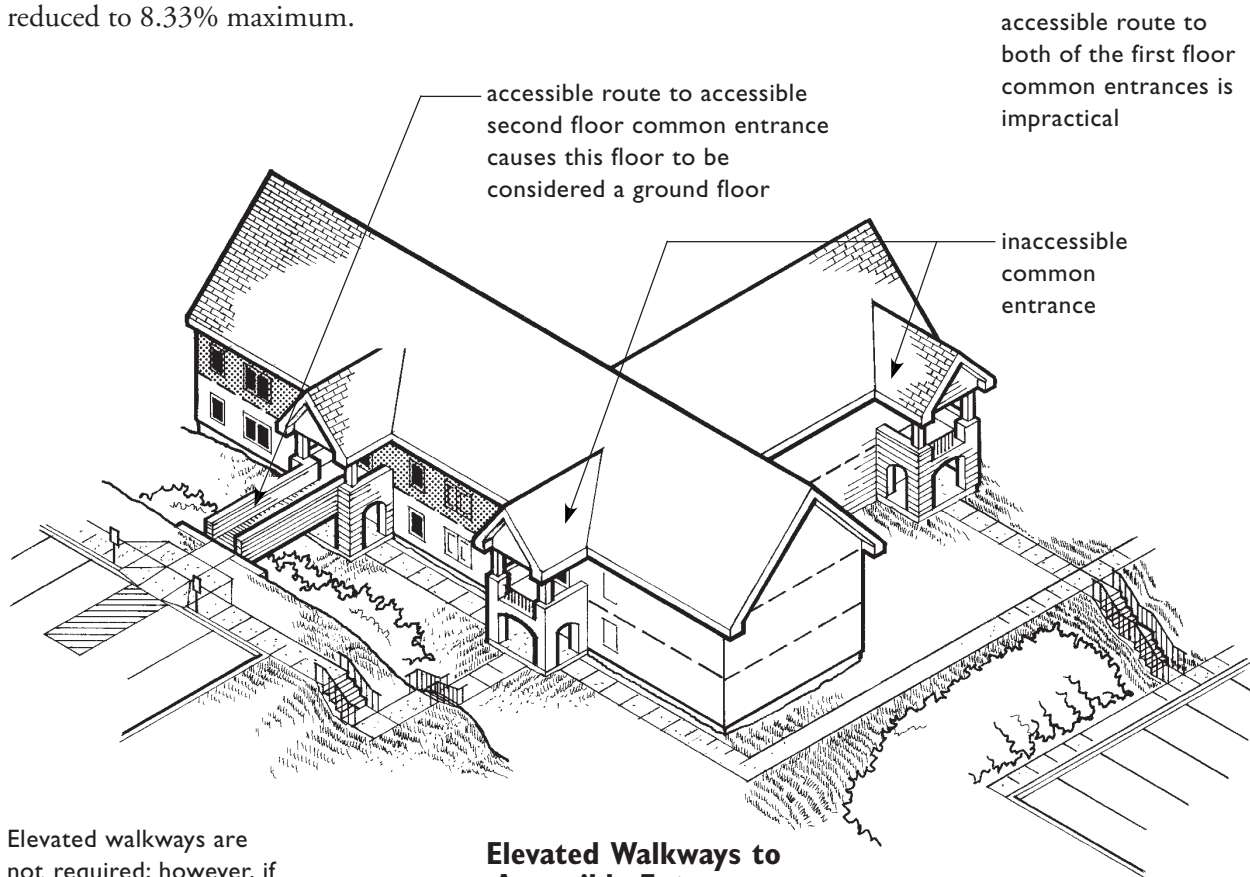 reduced to 8.33% maximum.
accessible route to
both of the first floor
common entrances is
impractical
accessible route to accessible
second floor common entrance
causes this floor to be
considered a ground floor
inaccessible
common
entrance
Elevated walkways are
not required; however, if
Elevated Walkways to